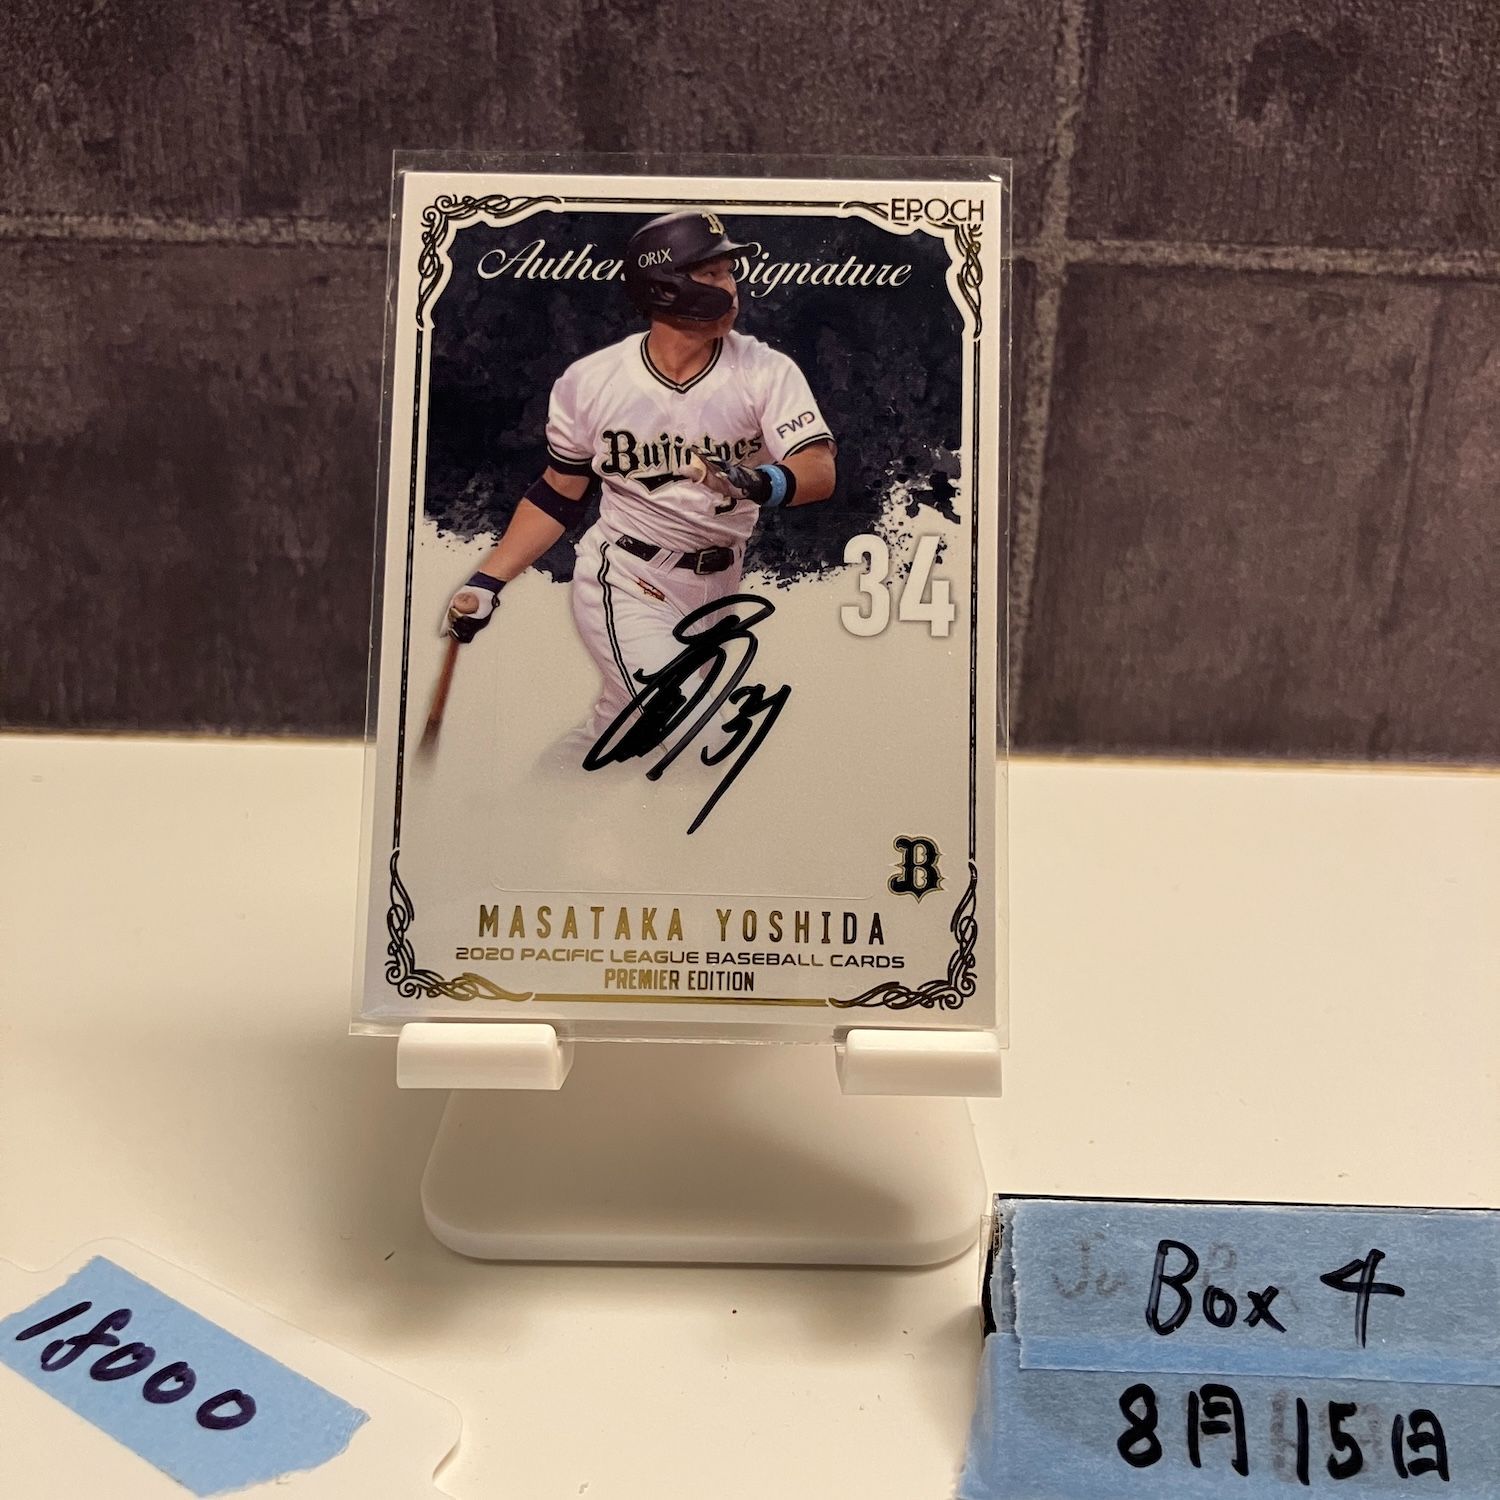 EPOCH
Authen Signature
ORIX
FWD
Buffaloes
34
34
B
MASATAKA YOSHIDA
2020 PACIFIC LEAGUE BASEBALL CARDS
PREMIER EDITION
18000
Box 4
8月15日